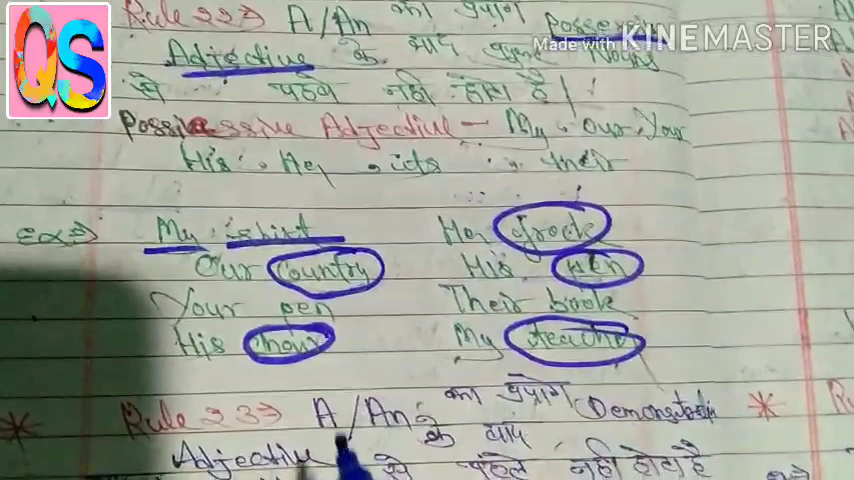 QS
Made with KINEMASTER
Rule 22⇒ A/An का प्रयोग Possessive
Adjective के बाद Nouns
से पहले नहीं होता है।
Possessive Adjective - My . Our . Your
His . Her . its . their
Ex⇒ My shirt Her frock
Our Country His pen
Your pen Their book
His chair My teacher
Rule 23⇒ A/An का प्रयोग Demonstrative
के बाद
Adjective से पहले नहीं होता है